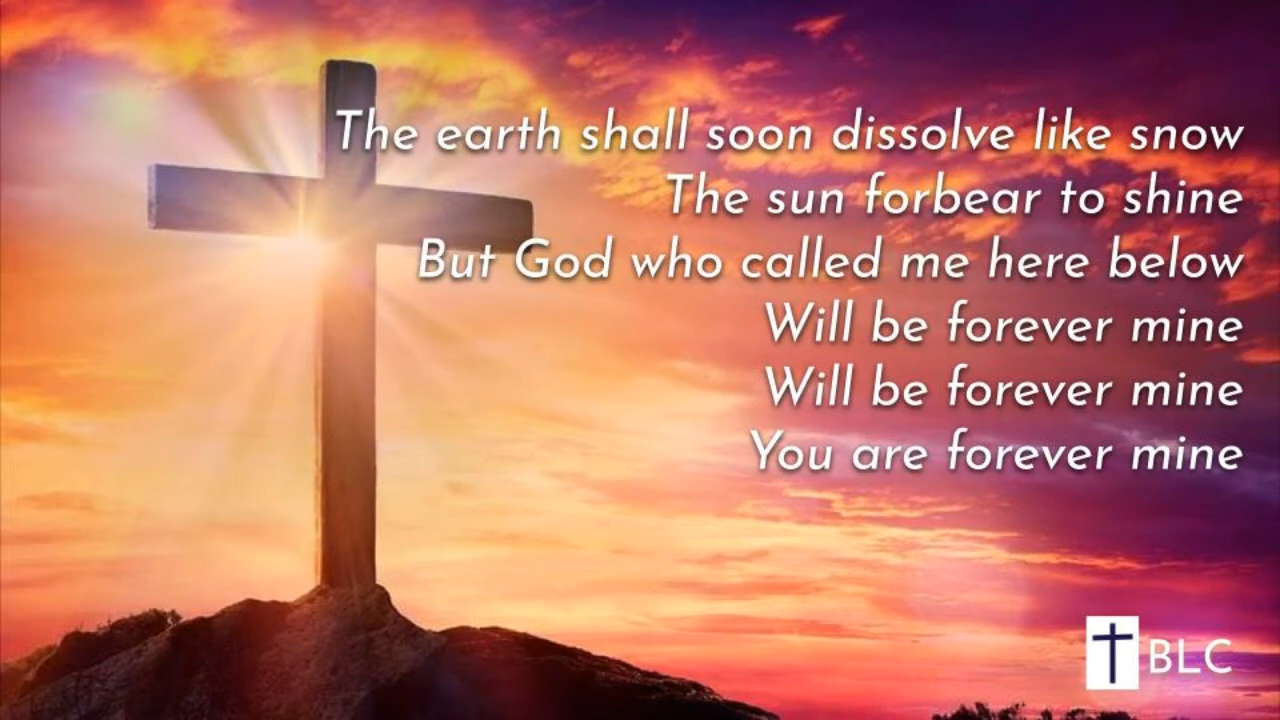 The earth shall soon dissolve like snow
The sun forbear to shine
But God who called me here below
Will be forever mine
Will be forever mine
You are forever mine
BLC